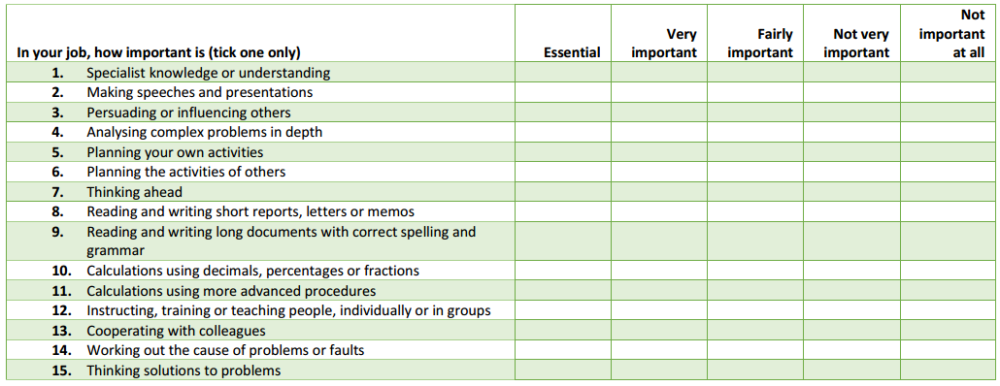 In your job, how important is (tick one only) Essential Very important Fairly important Not very important Not important at all
1. Specialist knowledge or understanding
2. Making speeches and presentations
3. Persuading or influencing others
4. Analysing complex problems in depth
5. Planning your own activities
6. Planning the activities of others
7. Thinking ahead
8. Reading and writing short reports, letters or memos
9. Reading and writing long documents with correct spelling and
grammar
10. Calculations using decimals, percentages or fractions
11. Calculations using more advanced procedures
12. Instructing, training or teaching people, individually or in groups
13. Cooperating with colleagues
14. Working out the cause of problems or faults
15. Thinking solutions to problems